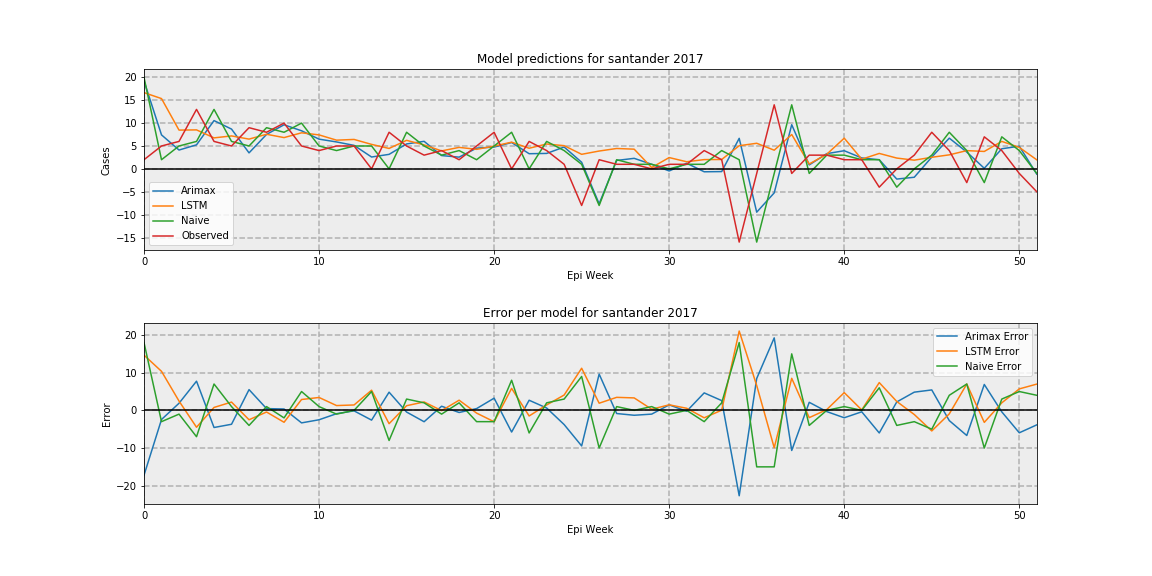 Model predictions for santander 2017
20
15
10
5
0
−5
−10
−15
Cases
Arimax
LSTM
Naive
Observed
0
10
20
30
40
50
Epi Week
Error per model for santander 2017
20
10
0
−10
−20
Error
Arimax Error
LSTM Error
Naive Error
0
10
20
30
40
50
Epi Week